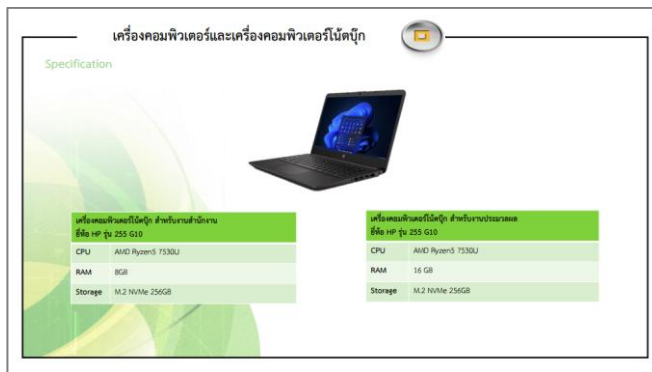 เครื่องคอมพิวเตอร์และเครื่องคอมพิวเตอร์โน้ตบุ๊ก
Specification
เครื่องคอมพิวเตอร์โน้ตบุ๊ก สำหรับงานสำนักงาน
ยี่ห้อ HP รุ่น 255 G10
CPU AMD Ryzen5 7530U
RAM 8GB
Storage M.2 NVMe 256GB
เครื่องคอมพิวเตอร์โน้ตบุ๊ก สำหรับงานประมวลผล
ยี่ห้อ HP รุ่น 255 G10
CPU AMD Ryzen5 7530U
RAM 16 GB
Storage M.2 NVMe 256GB